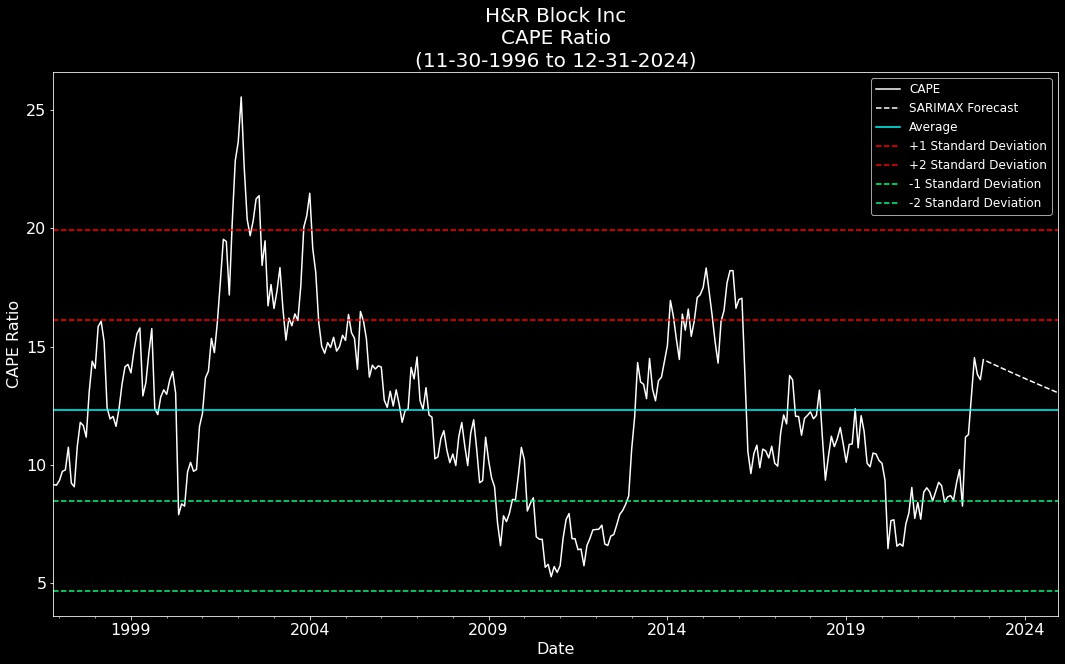 H&R Block Inc
CAPE Ratio
(11-30-1996 to 12-31-2024)
CAPE
SARIMAX Forecast
Average
+1 Standard Deviation
+2 Standard Deviation
-1 Standard Deviation
-2 Standard Deviation
CAPE Ratio
25
20
15
10
5
1999
2004
2009
2014
2019
2024
Date